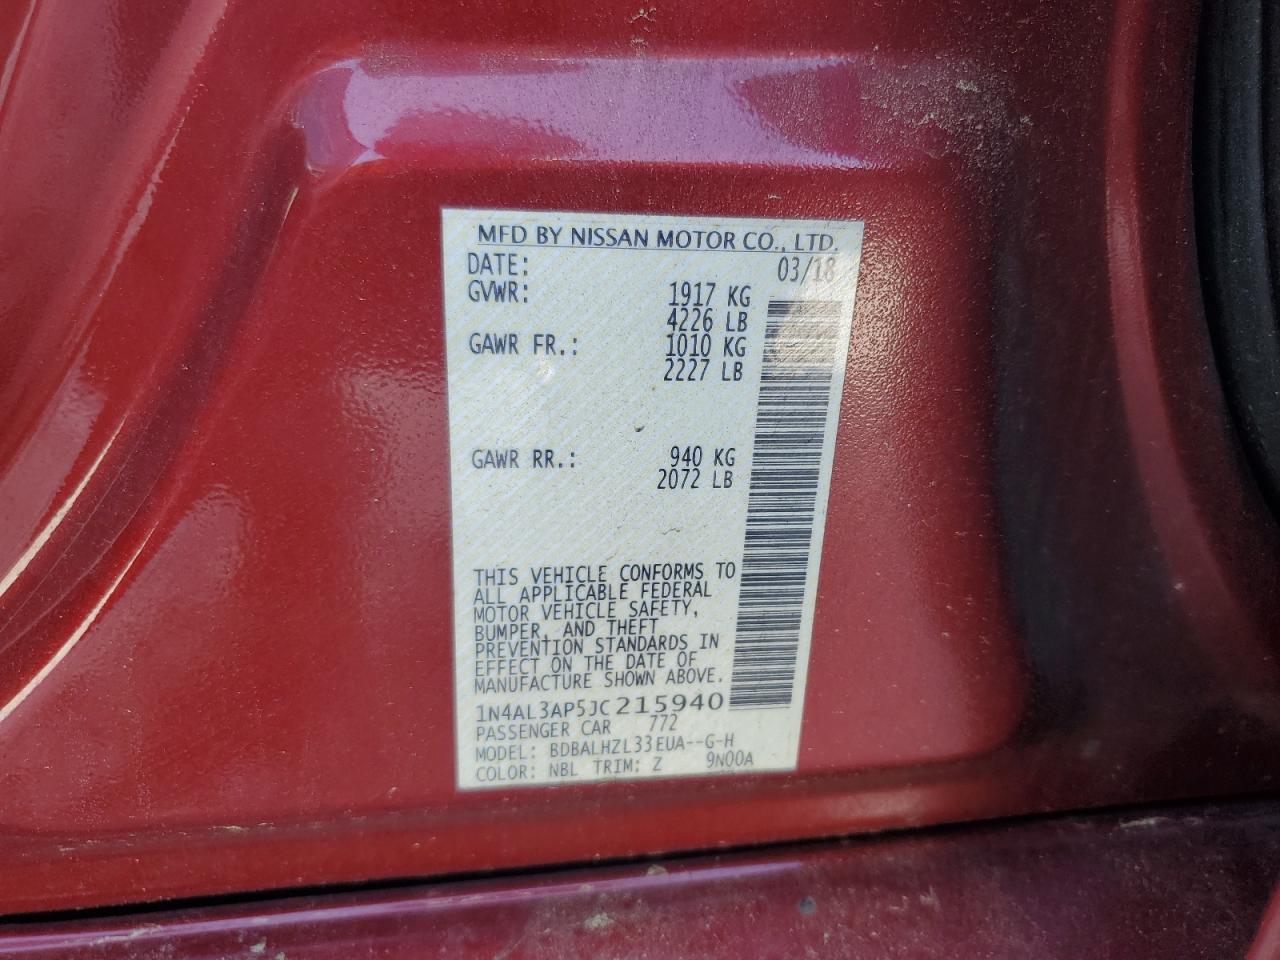 MFD BY NISSAN MOTOR CO., LTD.
DATE: 03/18
GVWR: 1917 KG
4226 LB
GAWR FR.: 1010 KG
2227 LB
GAWR RR.: 940 KG
2072 LB
THIS VEHICLE CONFORMS TO
ALL APPLICABLE FEDERAL
MOTOR VEHICLE SAFETY,
BUMPER, AND THEFT
PREVENTION STANDARDS IN
EFFECT ON THE DATE OF
MANUFACTURE SHOWN ABOVE.
1N4AL3AP5JC215940
PASSENGER CAR 772
MODEL: BDBALHZL33EUA--G-H
COLOR: NBL TRIM: Z 9N00A